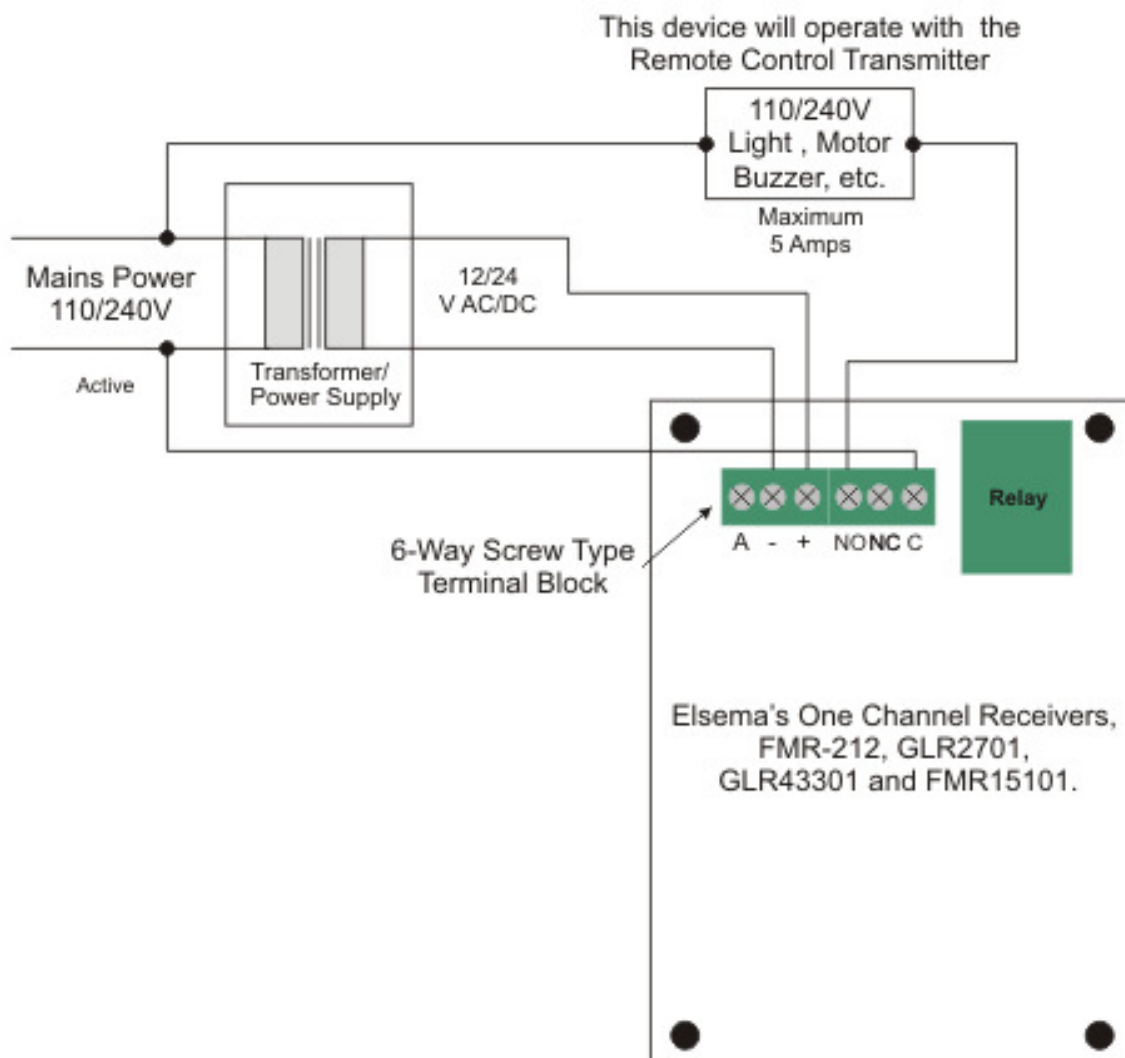 This device will operate with the
Remote Control Transmitter
110/240V
Light , Motor
Buzzer, etc.
Maximum
5 Amps
Mains Power
110/240V
12/24
V AC/DC
Transformer/
Power Supply
Active
Relay
A - + NO NC C
6-Way Screw Type
Terminal Block
Elsema's One Channel Receivers,
FMR-212, GLR2701,
GLR43301 and FMR15101.